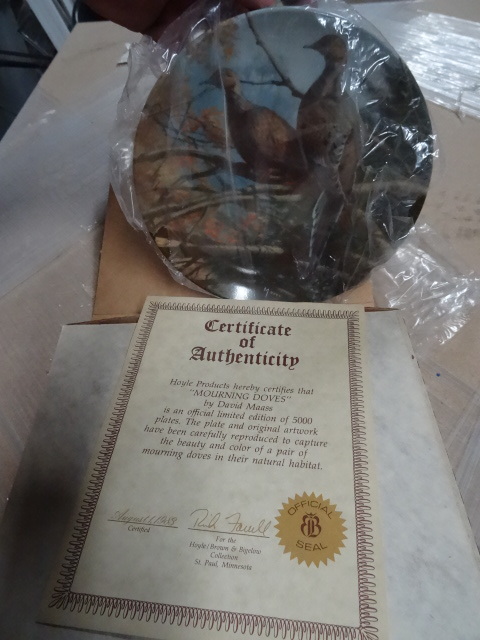 Certificate
of
Authenticity
Hoyle Products hereby certifies that
"MOURNING DOVES"
by David Maass
is an official limited edition of 5000
plates. The plate and original artwork
have been carefully reproduced to capture
the beauty and color of a pair of
mourning doves in their natural habitat.
Certified
For the
Hoyle/Brown & Bigelow
Collection
St. Paul, Minnesota
OFFICIAL
SEAL